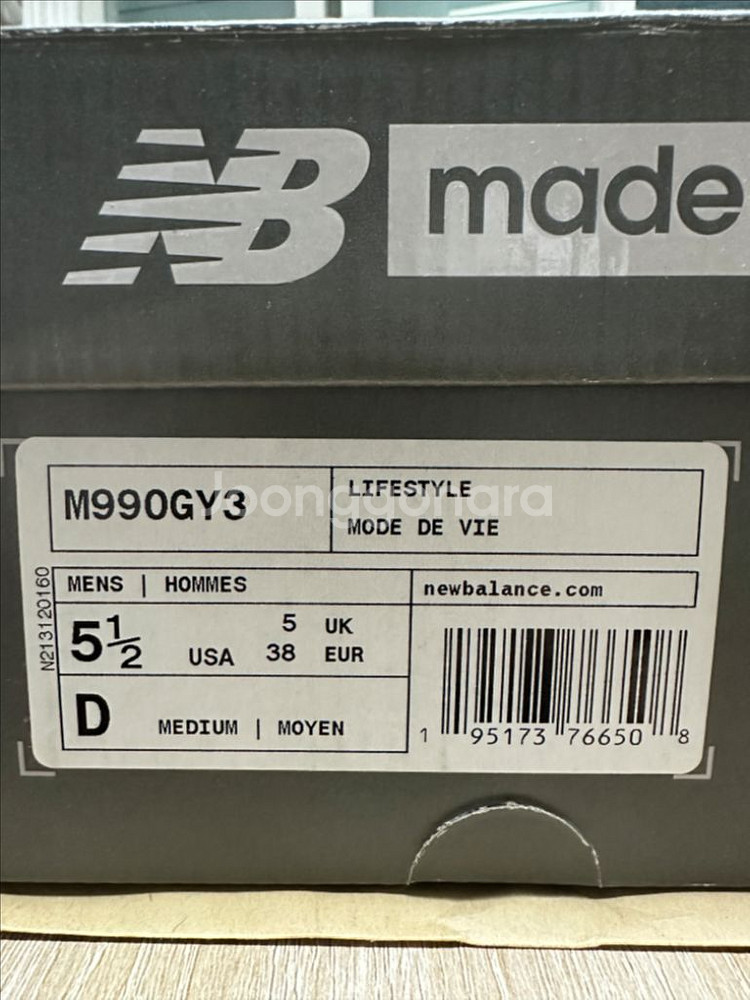 NB made
M990GY3
LIFESTYLE
MODE DE VIE
Joonggonara
MENS | HOMMES
newbalance.com
5½ USA
5 UK
38 EUR
D MEDIUM | MOYEN
N213120160
1 95173 76650 8